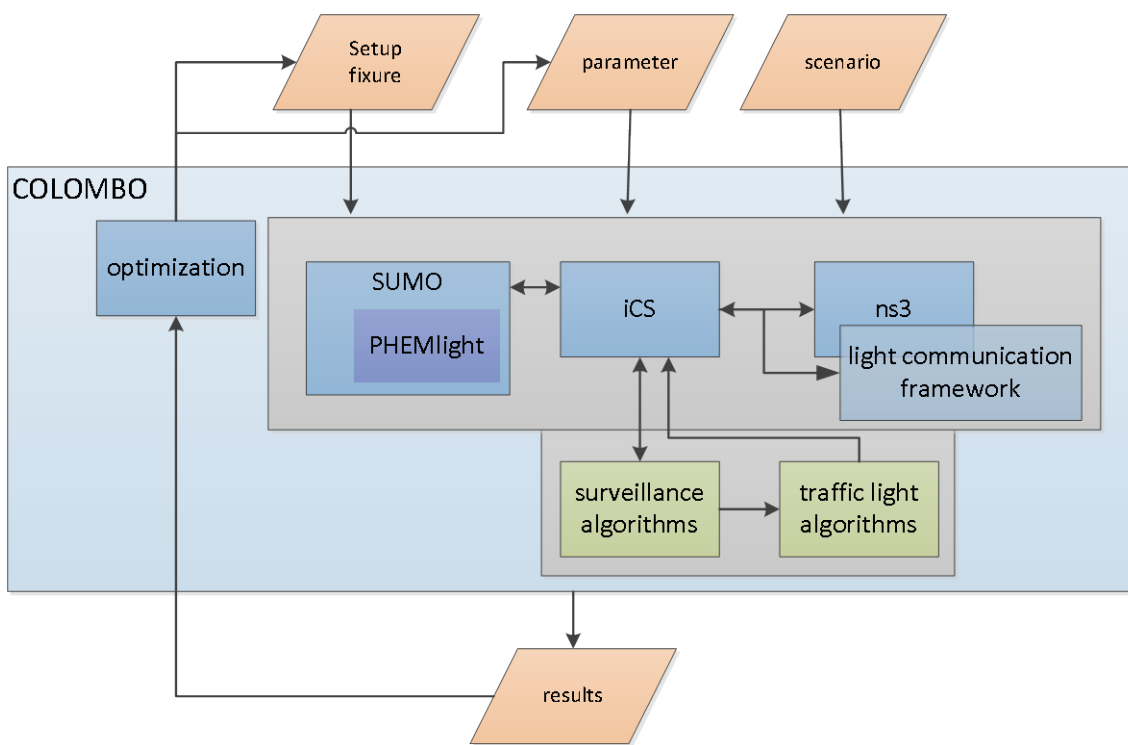 Setup
fixure
parameter
scenario
COLOMBO
optimization
SUMO
PHEMlight
iCS
ns3
light communication
framework
surveillance
algorithms
traffic light
algorithms
results